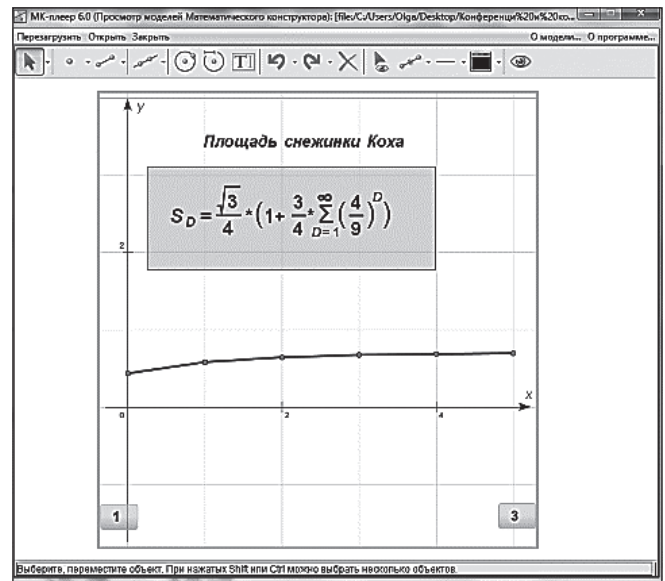 МК-плеер 6.0 (Просмотр моделей Математического конструктора): [file:/C:/Users/Olga/Desktop/Конференци%20и%20ко...
Перезагрузить Открыть Закрыть О модели... О программе...
y
Площадь снежинки Коха
S_D = √3/4 * (1 + 3/4 * ∑_{D=1}^{∞} (4/9)^D)
2
x
0 2 4
1 3
Выберите, переместите объект. При нажатых Shift или Ctrl можно выбрать несколько объектов.